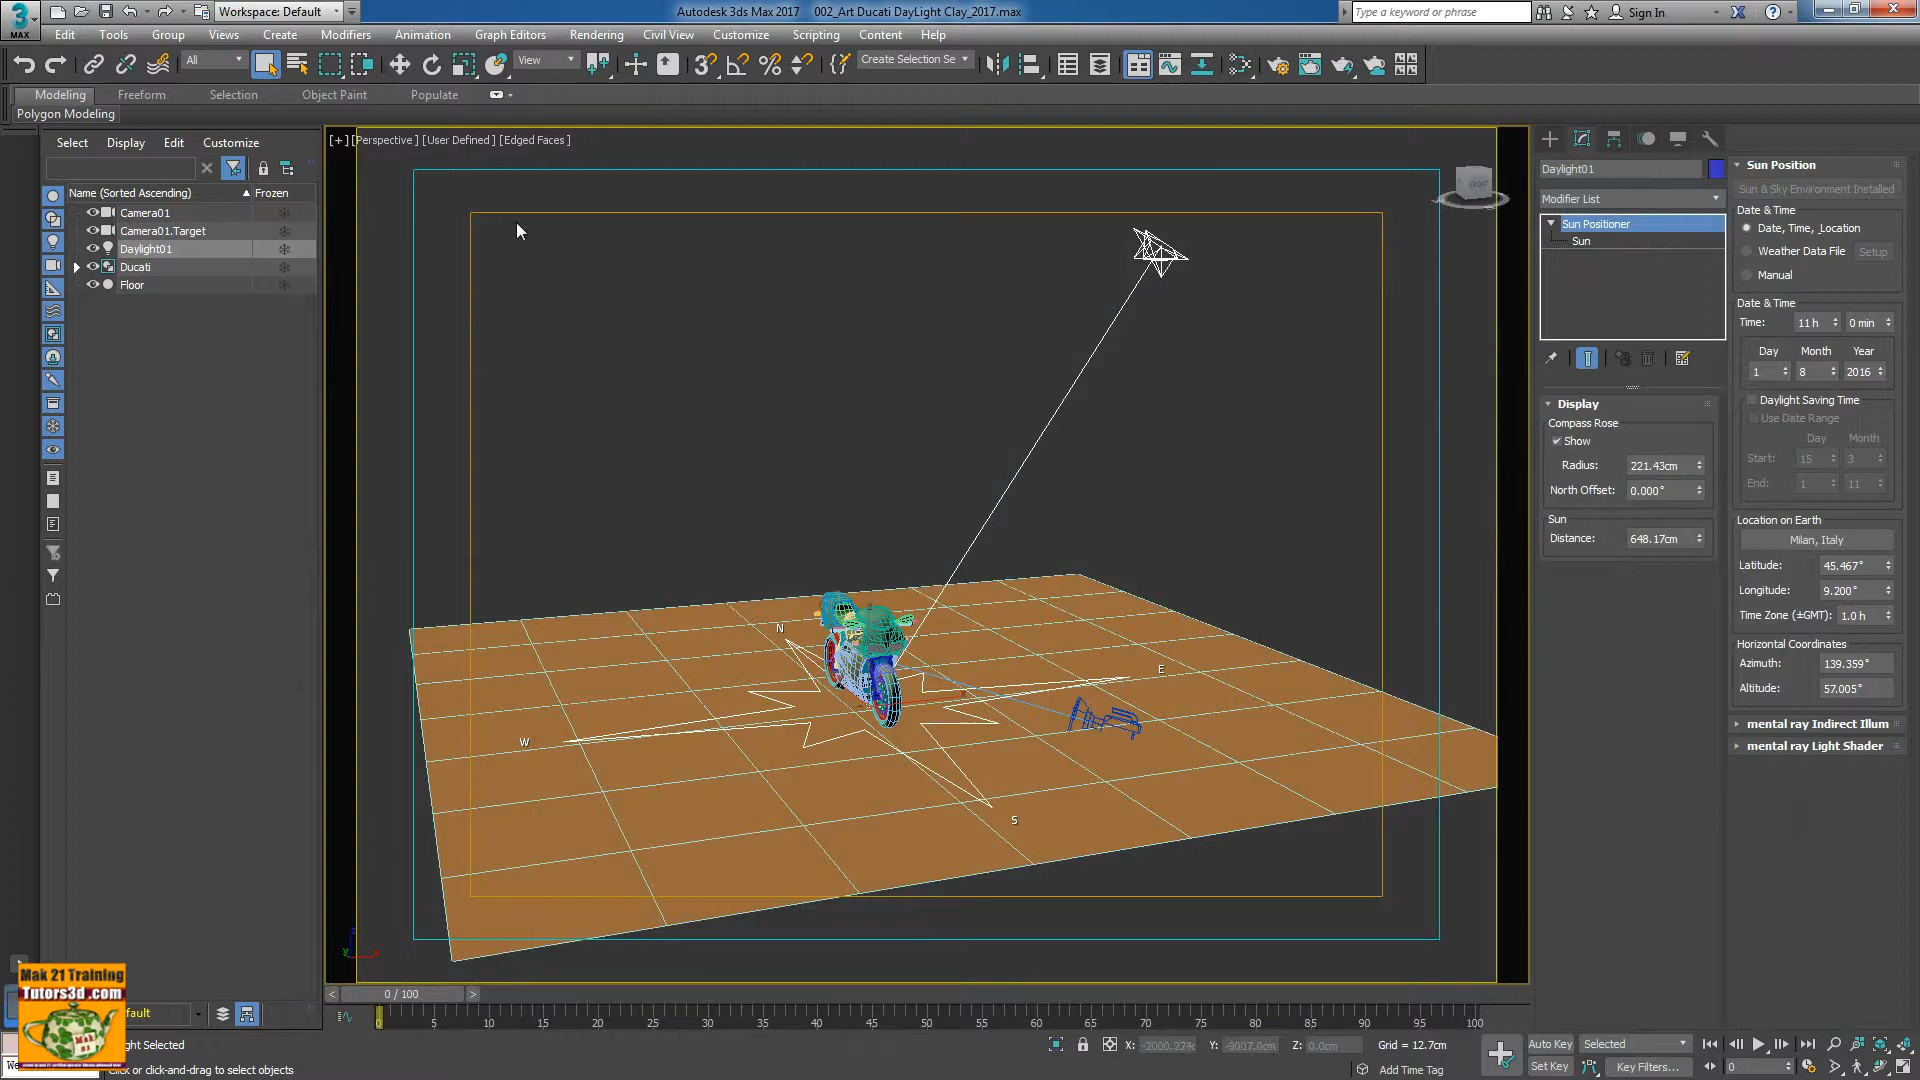 MAX
Workspace: Default
Autodesk 3ds Max 2017    002_Art Ducati DayLight Clay_2017.max
Type a keyword or phrase
Sign In
Edit Tools Group Views Create Modifiers Animation Graph Editors Rendering Civil View Customize Scripting Content Help
All
View
Create Selection Se
Modeling Freeform Selection Object Paint Populate
Polygon Modeling
Select Display Edit Customize
Name (Sorted Ascending) Frozen
Camera01
Camera01.Target
Daylight01
Ducati
Floor
[+] [Perspective ] [User Defined ] [Edged Faces ]
FRONT
N
E
W
S
Daylight01
Modifier List
Sun Positioner
Sun
Display
Compass Rose
Show
Radius: 221.43cm
North Offset: 0.000°
Sun
Distance: 648.17cm
Sun Position
Sun & Sky Environment Installed
Date & Time
Date, Time, Location
Weather Data File Setup
Manual
Date & Time
Time: 11 h 0 min
Day Month Year
1 8 2016
Daylight Saving Time
Use Date Range
Day Month
Start: 15 3
End: 1 11
Location on Earth
Milan, Italy
Latitude: 45.467°
Longitude: 9.200°
Time Zone (±GMT): 1.0 h
Horizontal Coordinates
Azimuth: 139.359°
Altitude: 57.005°
mental ray Indirect Illum
mental ray Light Shader
z
y
x
Mak 21 Training
Tutors3d.com
Mak
21
fault
< 0 / 100 >
0 5 10 15 20 25 30 35 40 45 50 55 60 65 70 75 80 85 90 95 100
ght Selected
We
Click or click-and-drag to select objects
X: -2000.274c Y: -9007.0cm Z: 0.0cm Grid = 12.7cm
Add Time Tag
Auto Key Selected
Set Key Key Filters...
0